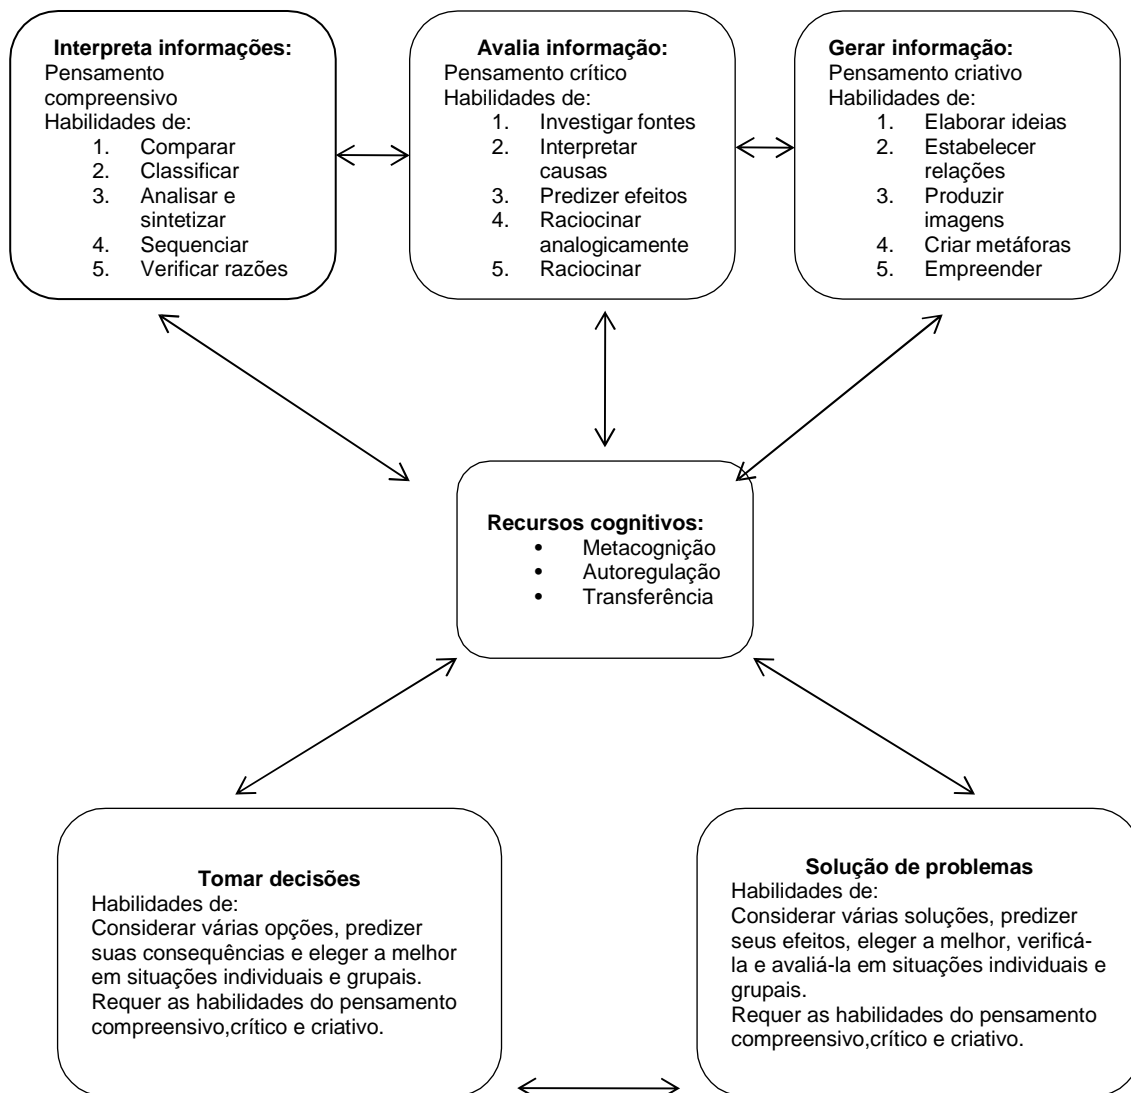 Interpreta informações:
Pensamento
compreensivo
Habilidades de:
1. Comparar
2. Classificar
3. Analisar e
sintetizar
4. Sequenciar
5. Verificar razões
Avalia informação:
Pensamento crítico
Habilidades de:
1. Investigar fontes
2. Interpretar
causas
3. Predizer efeitos
4. Raciocinar
analogicamente
5. Raciocinar
Gerar informação:
Pensamento criativo
Habilidades de:
1. Elaborar ideias
2. Estabelecer
relações
3. Produzir
imagens
4. Criar metáforas
5. Empreender
Recursos cognitivos:
• Metacognição
• Autoregulação
• Transferência
Tomar decisões
Habilidades de:
Considerar várias opções, predizer
suas consequências e eleger a melhor
em situações individuais e grupais.
Requer as habilidades do pensamento
compreensivo,crítico e criativo.
Solução de problemas
Habilidades de:
Considerar várias soluções, predizer
seus efeitos, eleger a melhor, verificá-
la e avaliá-la em situações individuais e
grupais.
Requer as habilidades do pensamento
compreensivo,crítico e criativo.